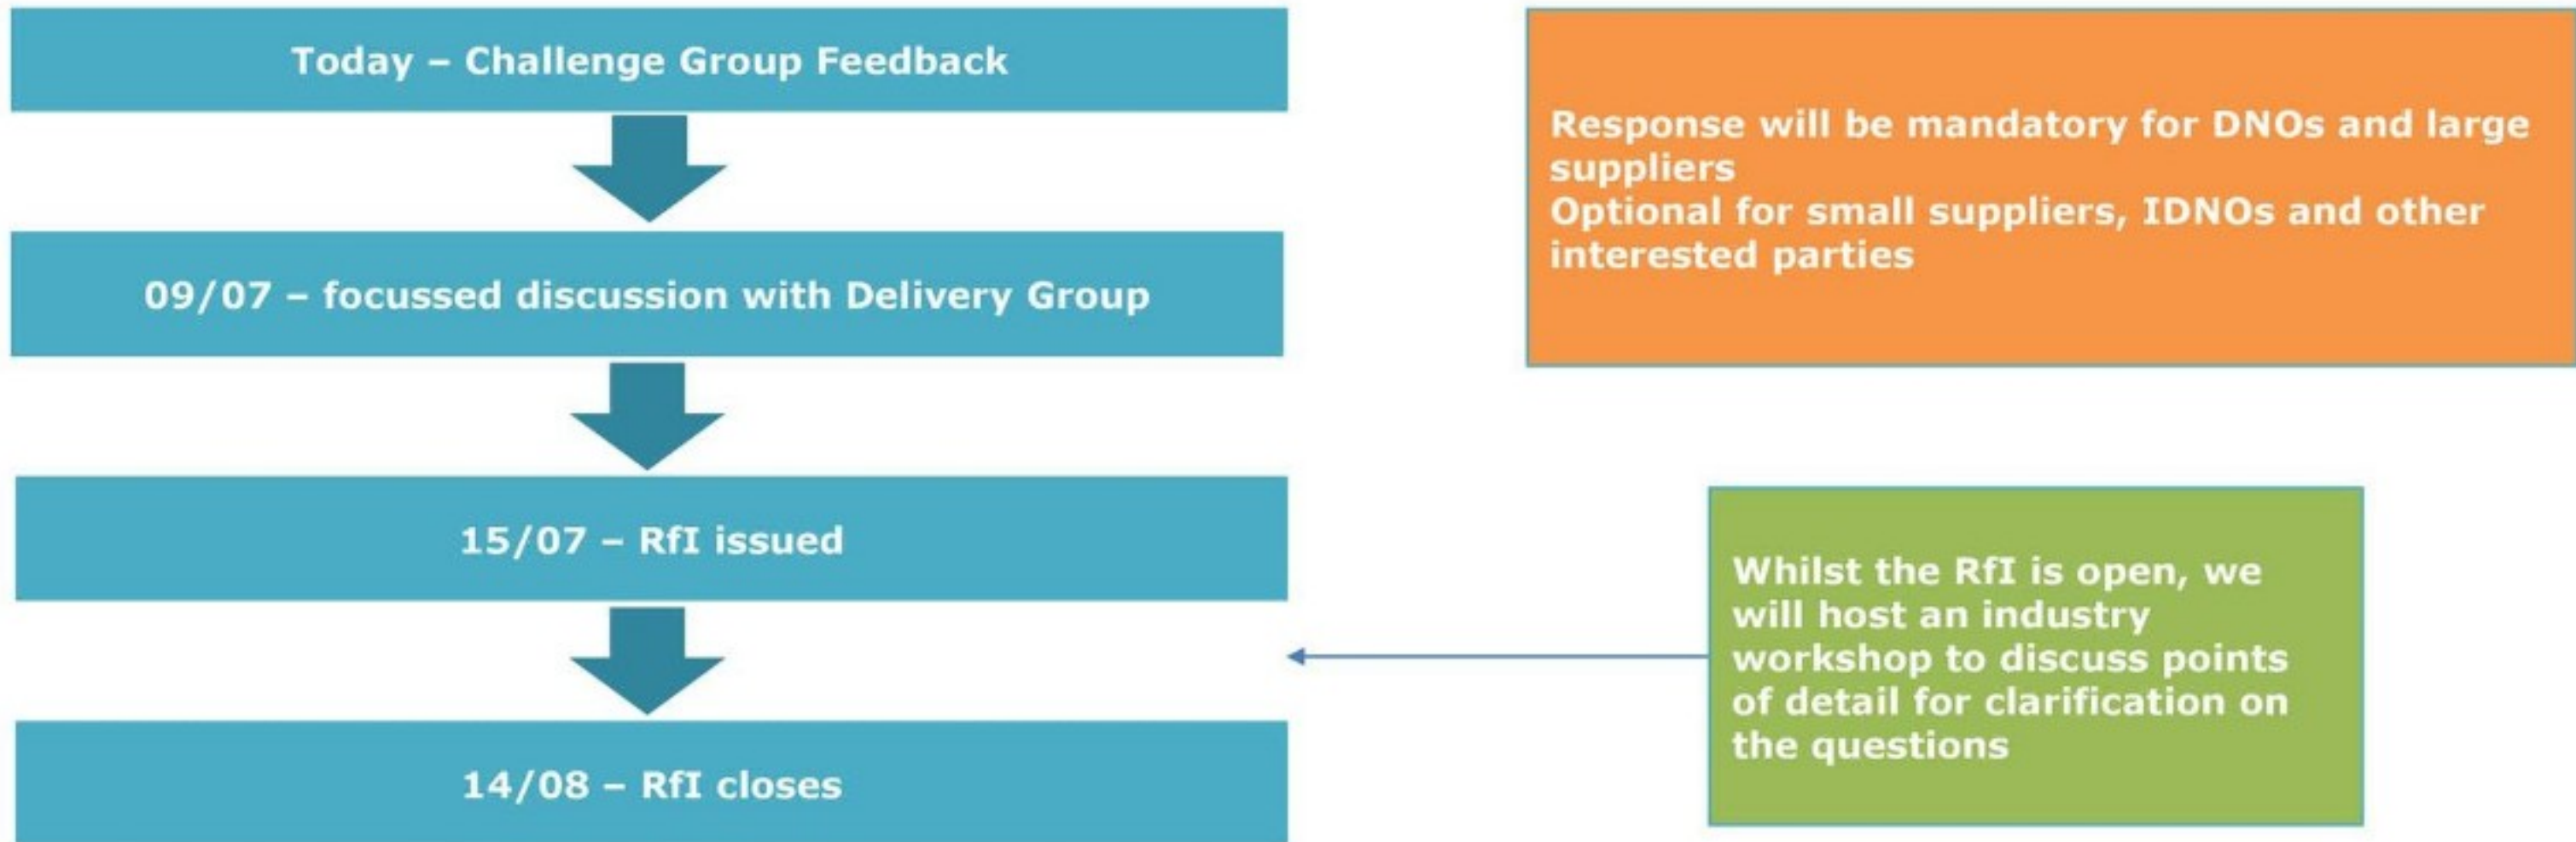 Today – Challenge Group Feedback
09/07 – focussed discussion with Delivery Group
15/07 – RfI issued
14/08 – RfI closes
Response will be mandatory for DNOs and large
suppliers
Optional for small suppliers, IDNOs and other
interested parties
Whilst the RfI is open, we
will host an industry
workshop to discuss points
of detail for clarification on
the questions